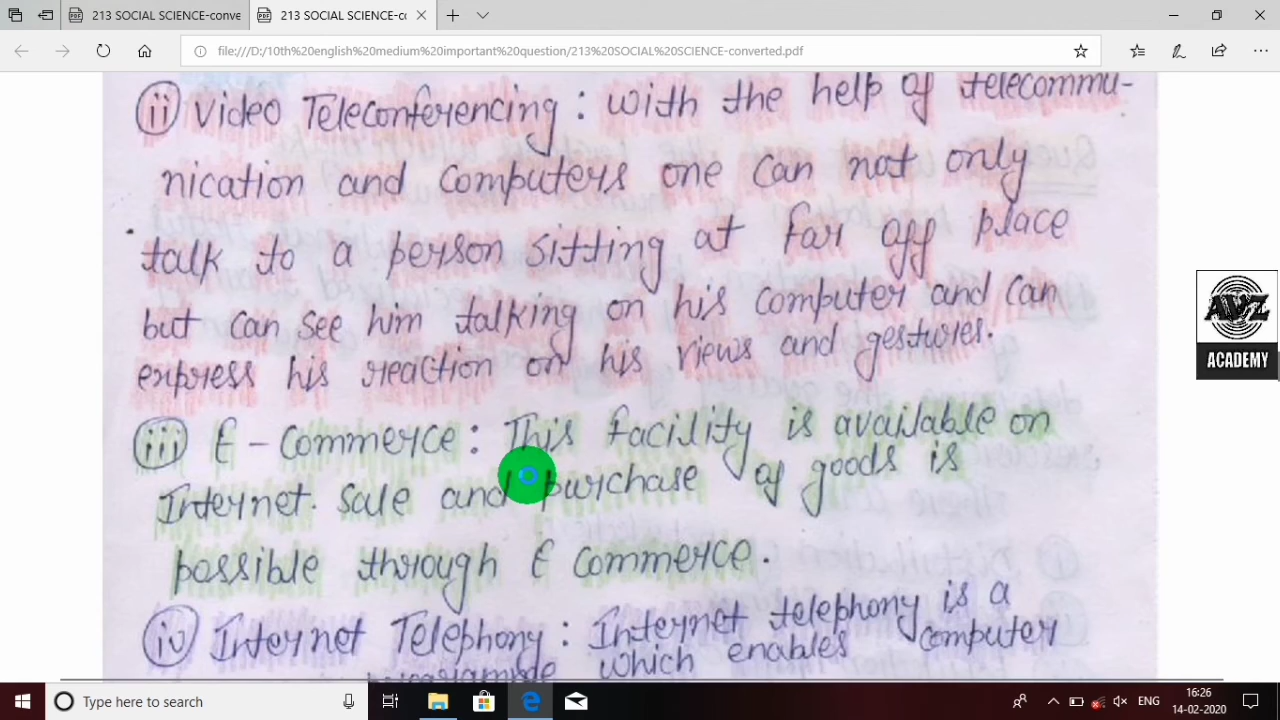 213 SOCIAL SCIENCE-conve
213 SOCIAL SCIENCE-cc
file:///D:/10th%20english%20medium%20important%20question/213%20SOCIAL%20SCIENCE-converted.pdf
(ii) Video Teleconferencing : with the help of telecommu-
nication and computers one can not only
talk to a person sitting at far off place
but can see him talking on his computer and can
express his reaction on his views and gestures.
(iii) E-Commerce : This facility is available on
Internet. Sale and purchase of goods is
possible through E Commerce.
(iv) Internet Telephony : Internet telephony is a
computer
which enables
AVZ
ACADEMY
Type here to search
ENG
16:26
14-02-2020